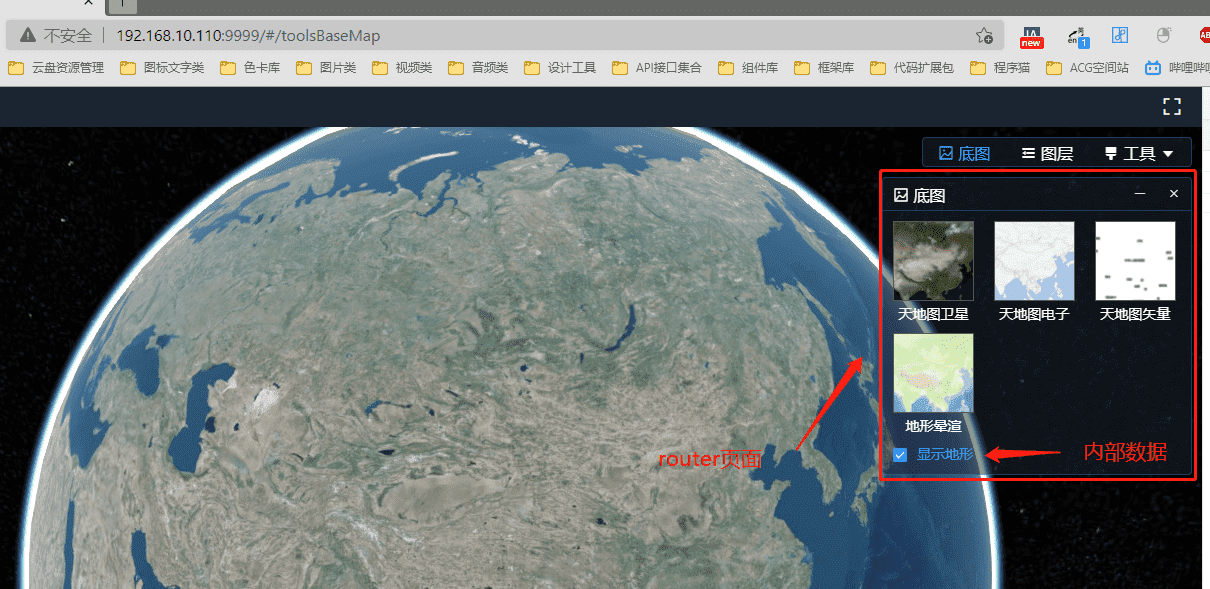 不安全 192.168.10.110:9999/#/toolsBaseMap
new
en
1
云盘资源管理 图标文字类 色卡库 图片类 视频类 音频类 设计工具 API接口集合 组件库 框架库 代码扩展包 程序猫 ACG空间站
底图 图层 工具
底图
天地图卫星 天地图电子 天地图矢量
地形晕渲
显示地形
router页面
内部数据